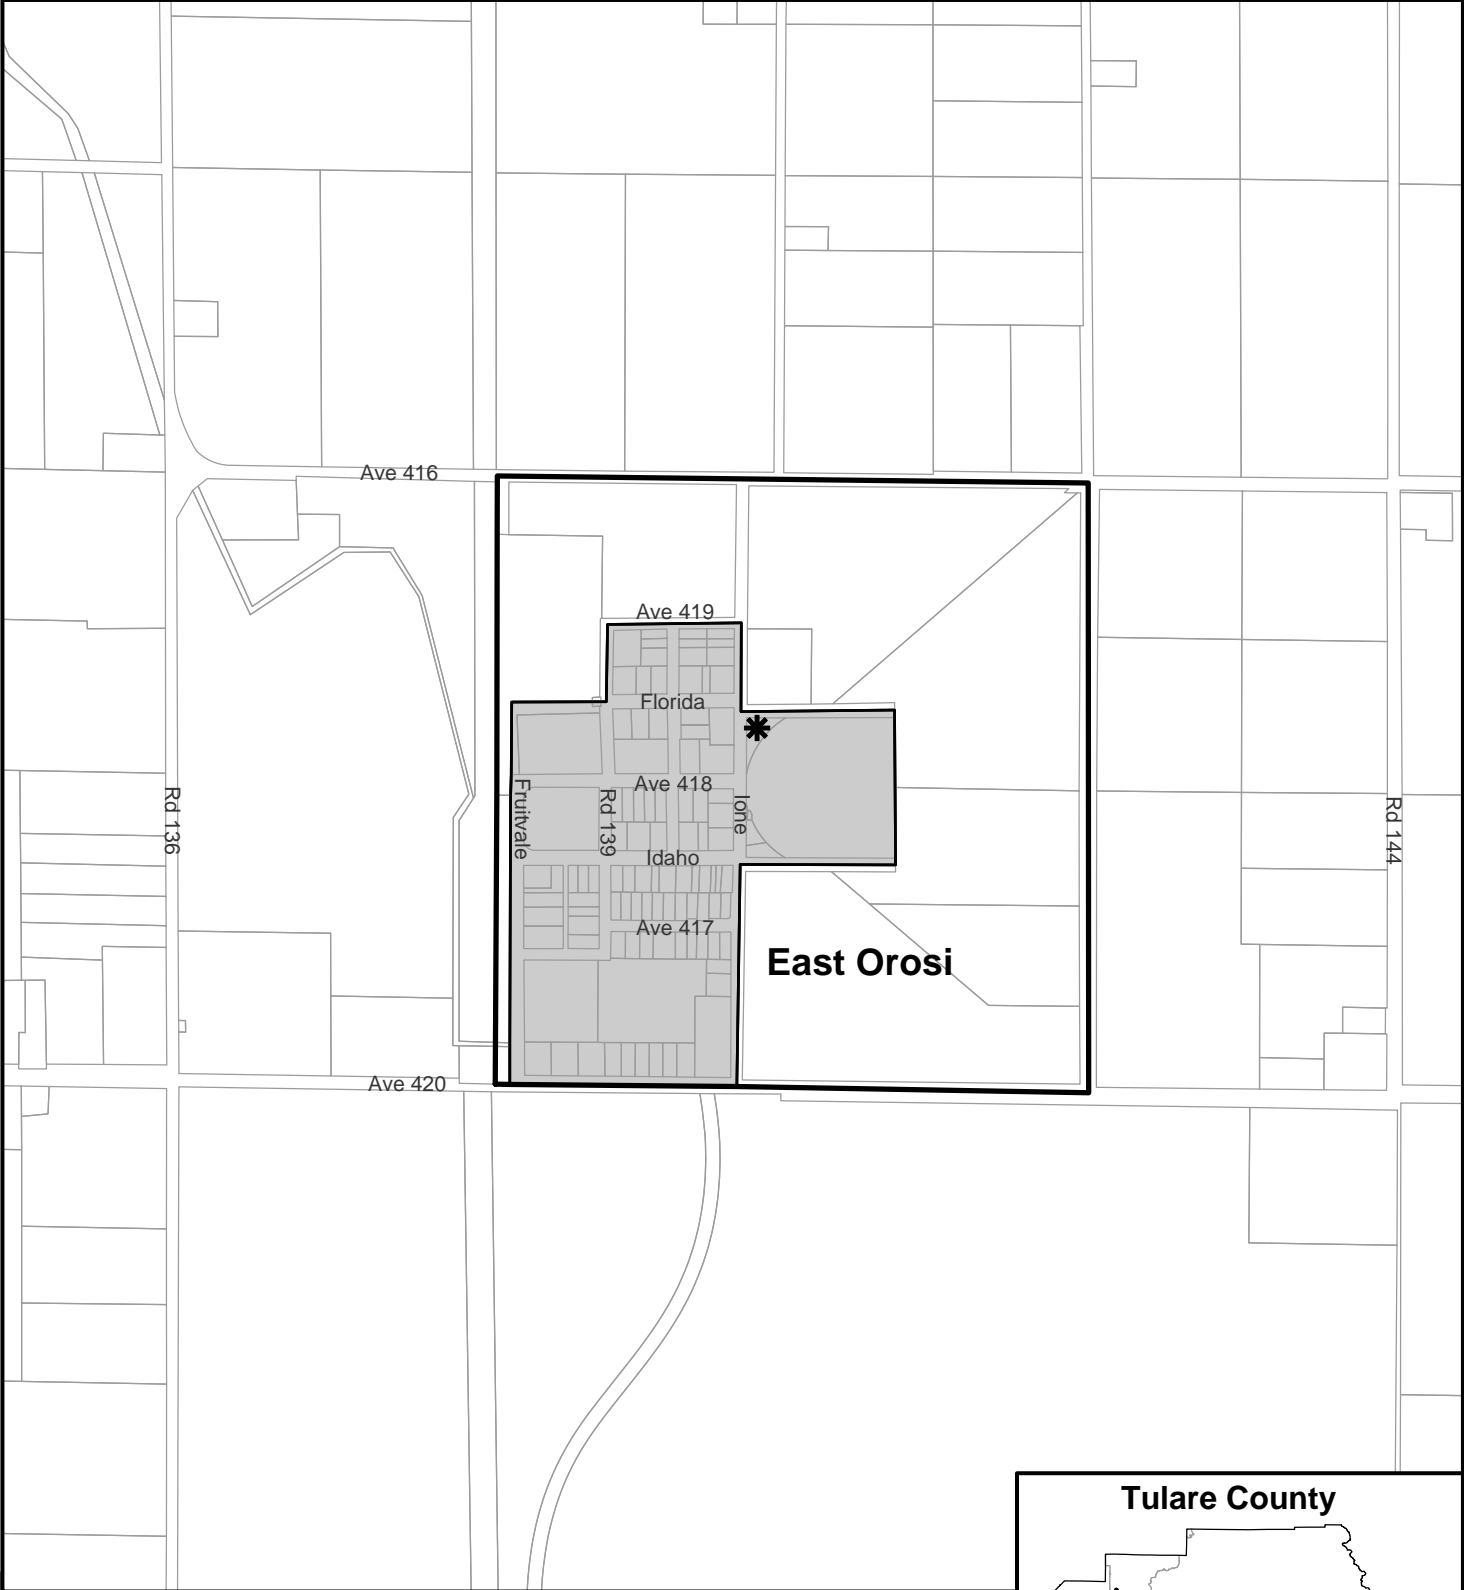 Ave 416
Ave 419
Florida
Ave 418
Fruitvale
Rd 139
Ione
Rd 136
Rd 144
Idaho
Ave 417
East Orosi
Ave 420
Tulare County